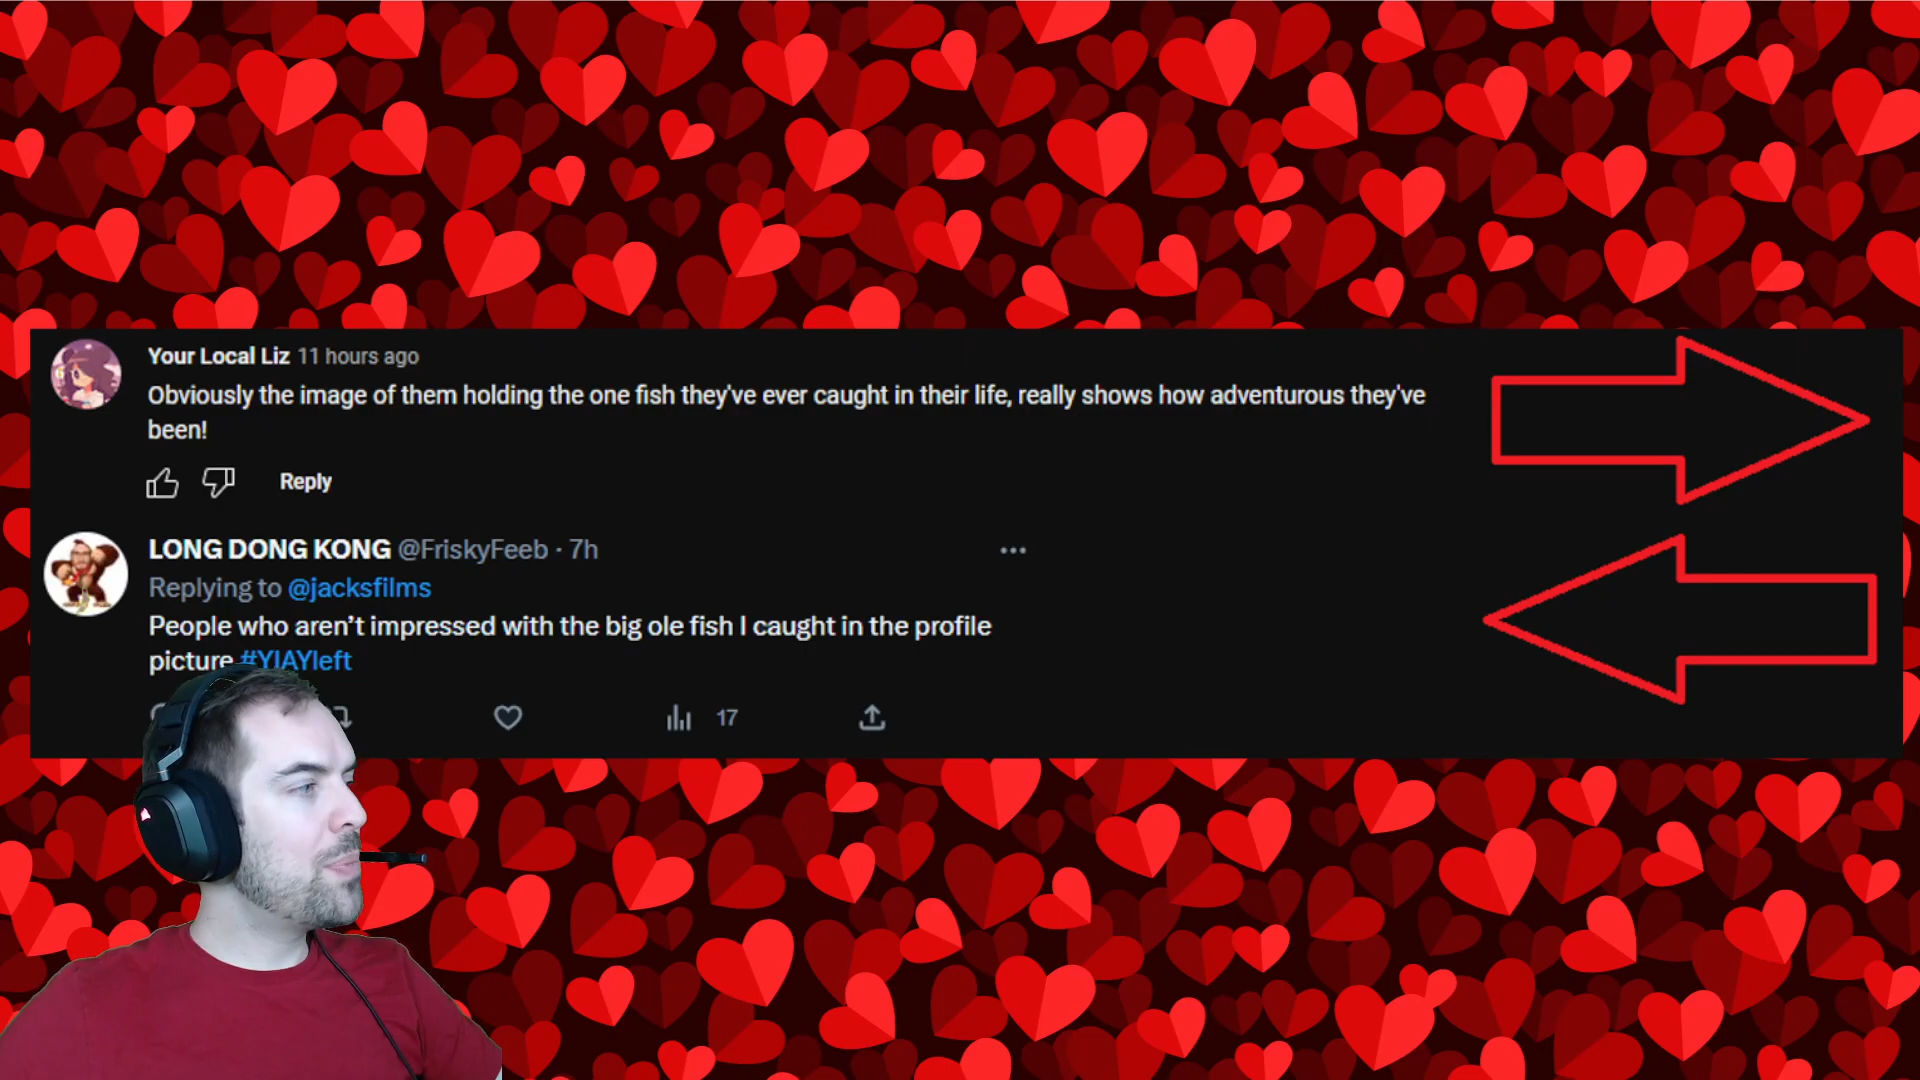 Your Local Liz 11 hours ago
Obviously the image of them holding the one fish they've ever caught in their life, really shows how adventurous they've
been!
Reply
LONG DONG KONG @FriskyFeeb · 7h
Replying to @jacksfilms
People who aren't impressed with the big ole fish I caught in the profile
picture #YIAYleft
17